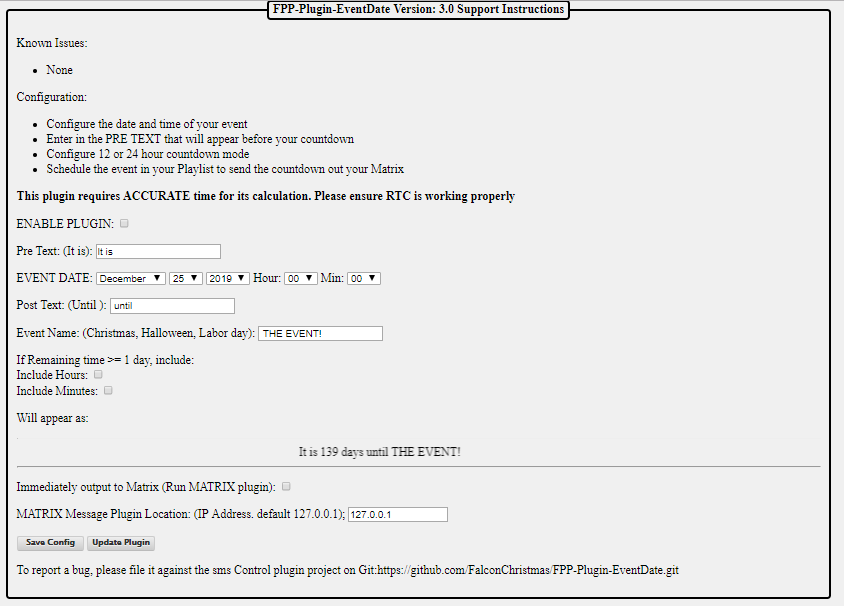 FPP-Plugin-EventDate Version: 3.0 Support Instructions
Known Issues:
None
Configuration:
Configure the date and time of your event
Enter in the PRE TEXT that will appear before your countdown
Configure 12 or 24 hour countdown mode
Schedule the event in your Playlist to send the countdown out your Matrix
This plugin requires ACCURATE time for its calculation. Please ensure RTC is working properly
ENABLE PLUGIN:
Pre Text: (It is): It is
EVENT DATE: December 25 2019 Hour: 00 Min: 00
Post Text: (Until ): until
Event Name: (Christmas, Halloween, Labor day): THE EVENT!
If Remaining time >= 1 day, include:
Include Hours:
Include Minutes:
Will appear as:
It is 139 days until THE EVENT!
Immediately output to Matrix (Run MATRIX plugin):
MATRIX Message Plugin Location: (IP Address. default 127.0.0.1); 127.0.0.1
Save Config Update Plugin
To report a bug, please file it against the sms Control plugin project on Git:https://github.com/FalconChristmas/FPP-Plugin-EventDate.git